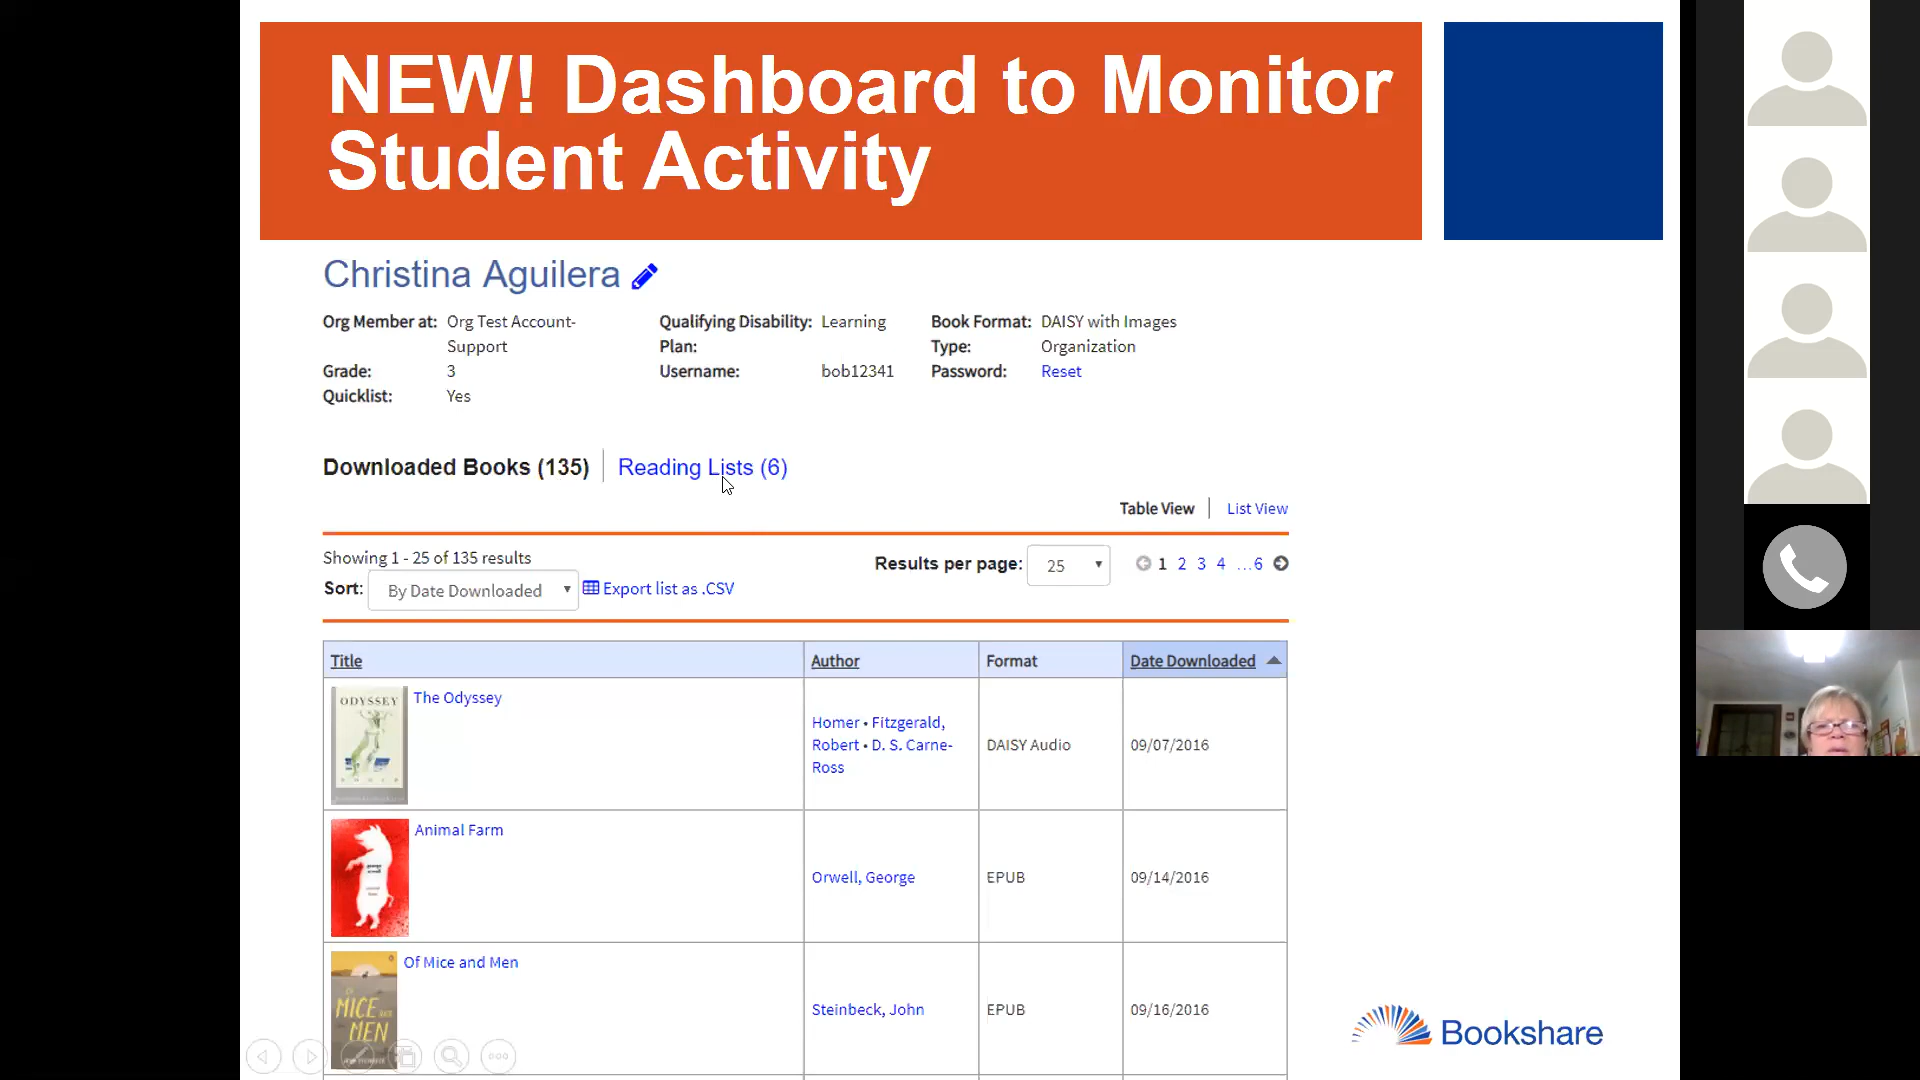 NEW! Dashboard to Monitor
Student Activity
Christina Aguilera
Org Member at: Org Test Account-
Support
Grade: 3
Quicklist: Yes
Qualifying Disability: Learning
Plan:
Username: bob12341
Book Format: DAISY with Images
Type: Organization
Password: Reset
Downloaded Books (135) Reading Lists (6)
Table View List View
Showing 1 - 25 of 135 results
Sort: By Date Downloaded Export list as .CSV
Results per page: 25 1 2 3 4 ...6
Title Author Format Date Downloaded
ODYSSEY
The Odyssey
Homer • Fitzgerald,
Robert • D. S. Carne-
Ross
DAISY Audio
09/07/2016
Animal Farm
Orwell, George
EPUB
09/14/2016
OF
MICE AND
MEN
Of Mice and Men
Steinbeck, John
EPUB
09/16/2016
Bookshare